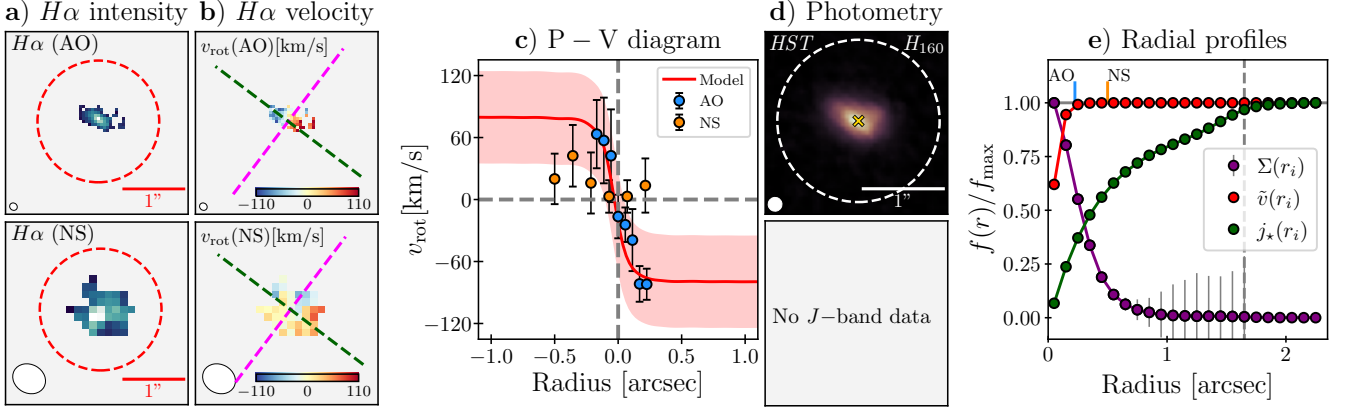 a) Hα intensity
b) Hα velocity
c) P − V diagram
d) Photometry
e) Radial profiles
Hα (AO)
1”
v_rot(AO)[km/s]
-110 0 110
Hα (NS)
1”
v_rot(NS)[km/s]
-110 0 110
v_rot[km/s]
120
60
0
−60
−120
Model
AO
NS
−1.0 −0.5 0.0 0.5 1.0
Radius [arcsec]
HST H_160
1”
No J−band data
f(r)/f_max
1.00
0.75
0.50
0.25
0.00
AO NS
Σ(r_i)
ṽ(r_i)
j_⋆(r_i)
0 1 2
Radius [arcsec]